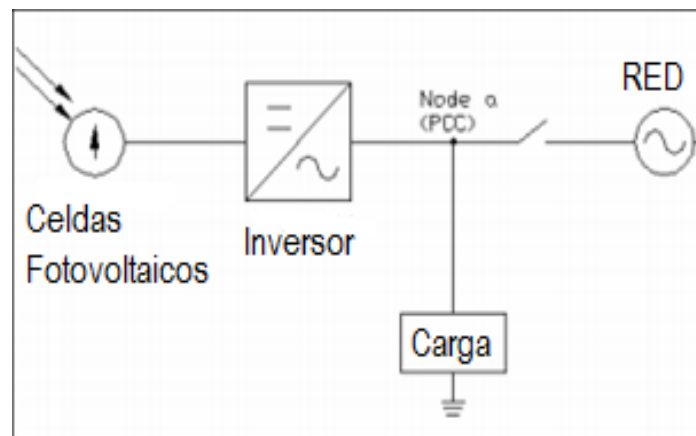 Node a
(PCC)
RED
Celdas
Fotovoltaicos
Inversor
Carga